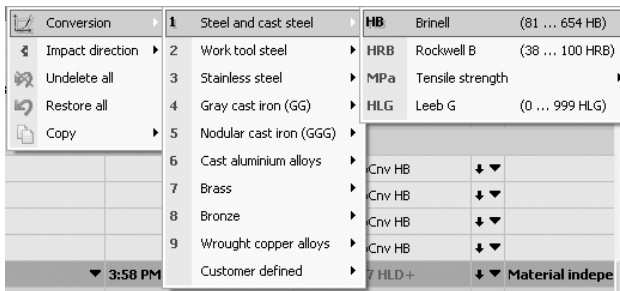 Conversion
Impact direction
Undelete all
Restore all
Copy
1 Steel and cast steel
2 Work tool steel
3 Stainless steel
4 Gray cast iron (GG)
5 Nodular cast iron (GGG)
6 Cast aluminium alloys
7 Brass
8 Bronze
9 Wrought copper alloys
Customer defined
HB Brinell (81 ... 654 HB)
HRB Rockwell B (38 ... 100 HRB)
MPa Tensile strength
HLG Leeb G (0 ... 999 HLG)
Cnv HB
Cnv HB
Cnv HB
Cnv HB
3:58 PM 7 HLD+ Material indepe